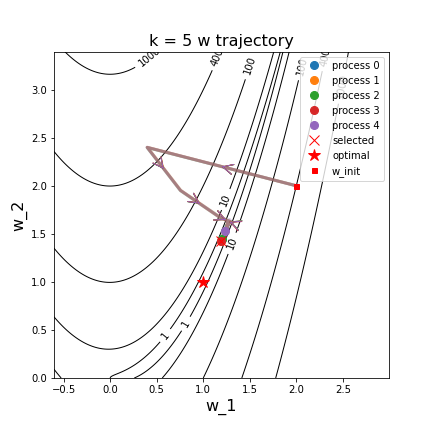 k = 5 w trajectory
1000
400
100
100
400
process 0
process 1
process 2
process 3
process 4
selected
optimal
w_init
10
10
1
1
3.0
2.5
2.0
1.5
1.0
0.5
0.0
w_2
−0.5
0.0
0.5
1.0
1.5
2.0
2.5
w_1